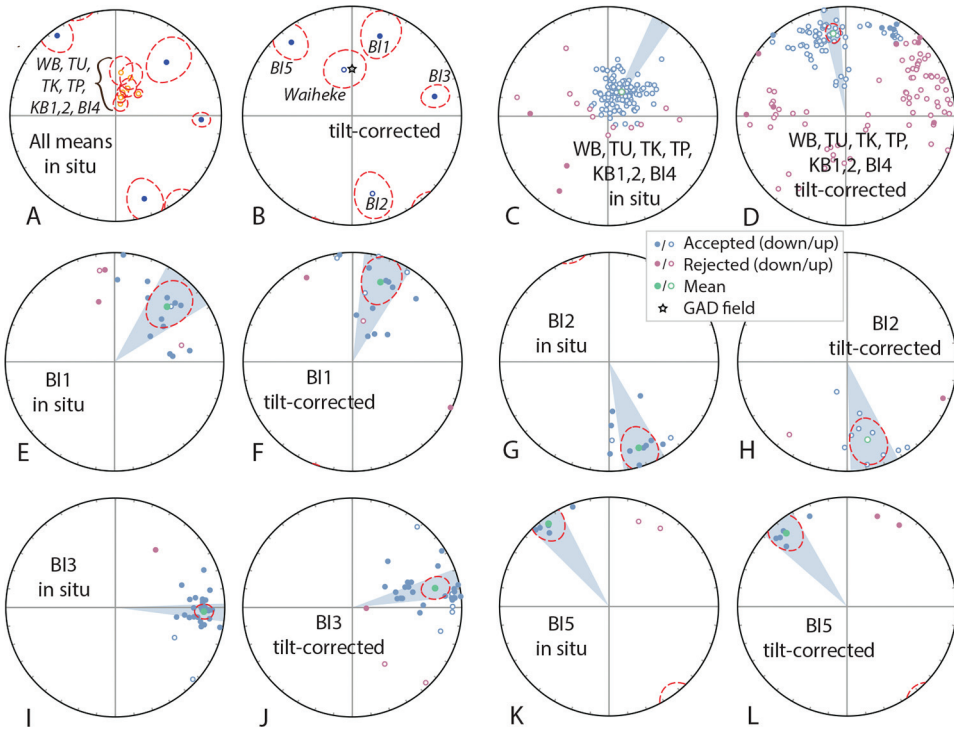 WB, TU,
TK, TP,
KB1,2, BI4
All means
in situ
A
BI5
BI1
BI3
Waiheke
tilt-corrected
BI2
B
WB, TU, TK, TP,
KB1,2, BI4
in situ
C
WB, TU, TK, TP,
KB1,2, BI4
tilt-corrected
D
Accepted (down/up)
Rejected (down/up)
Mean
GAD field
BI1
in situ
E
BI1
tilt-corrected
F
BI2
in situ
G
BI2
tilt-corrected
H
BI3
in situ
I
BI3
tilt-corrected
J
BI5
in situ
K
BI5
tilt-corrected
L